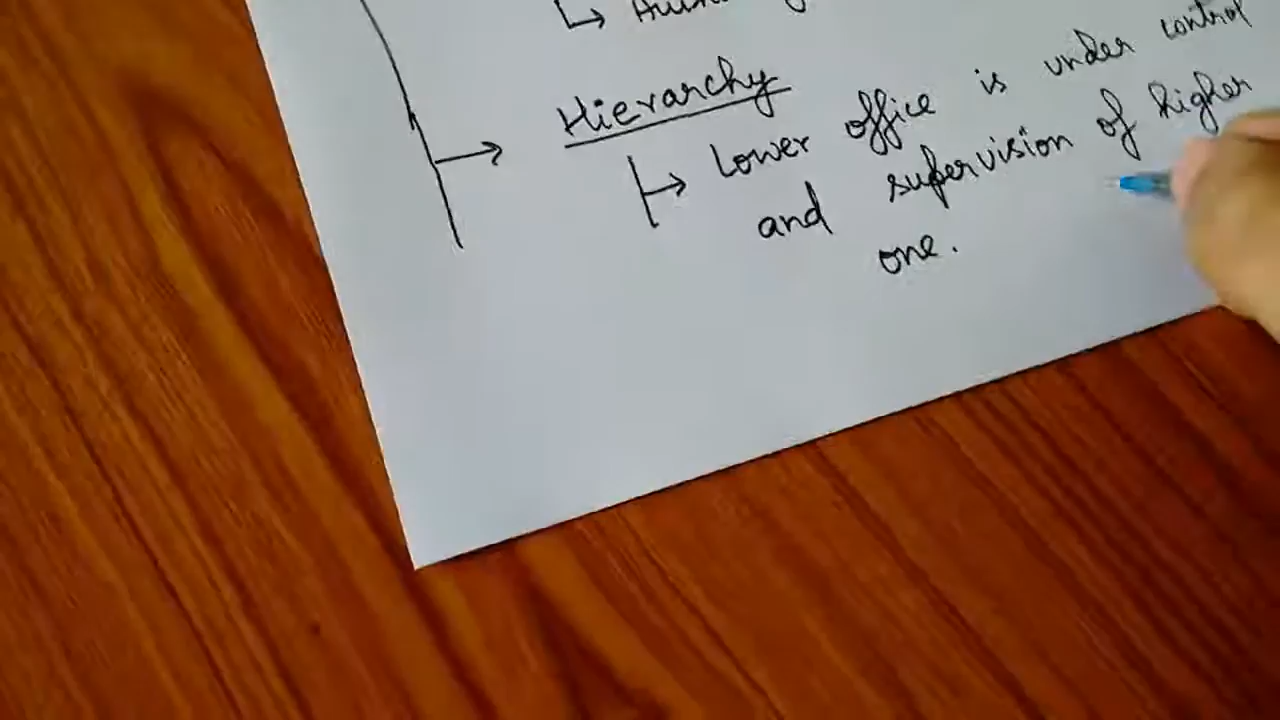 Hierarchy
Lower office is under control
and supervision of higher
one.